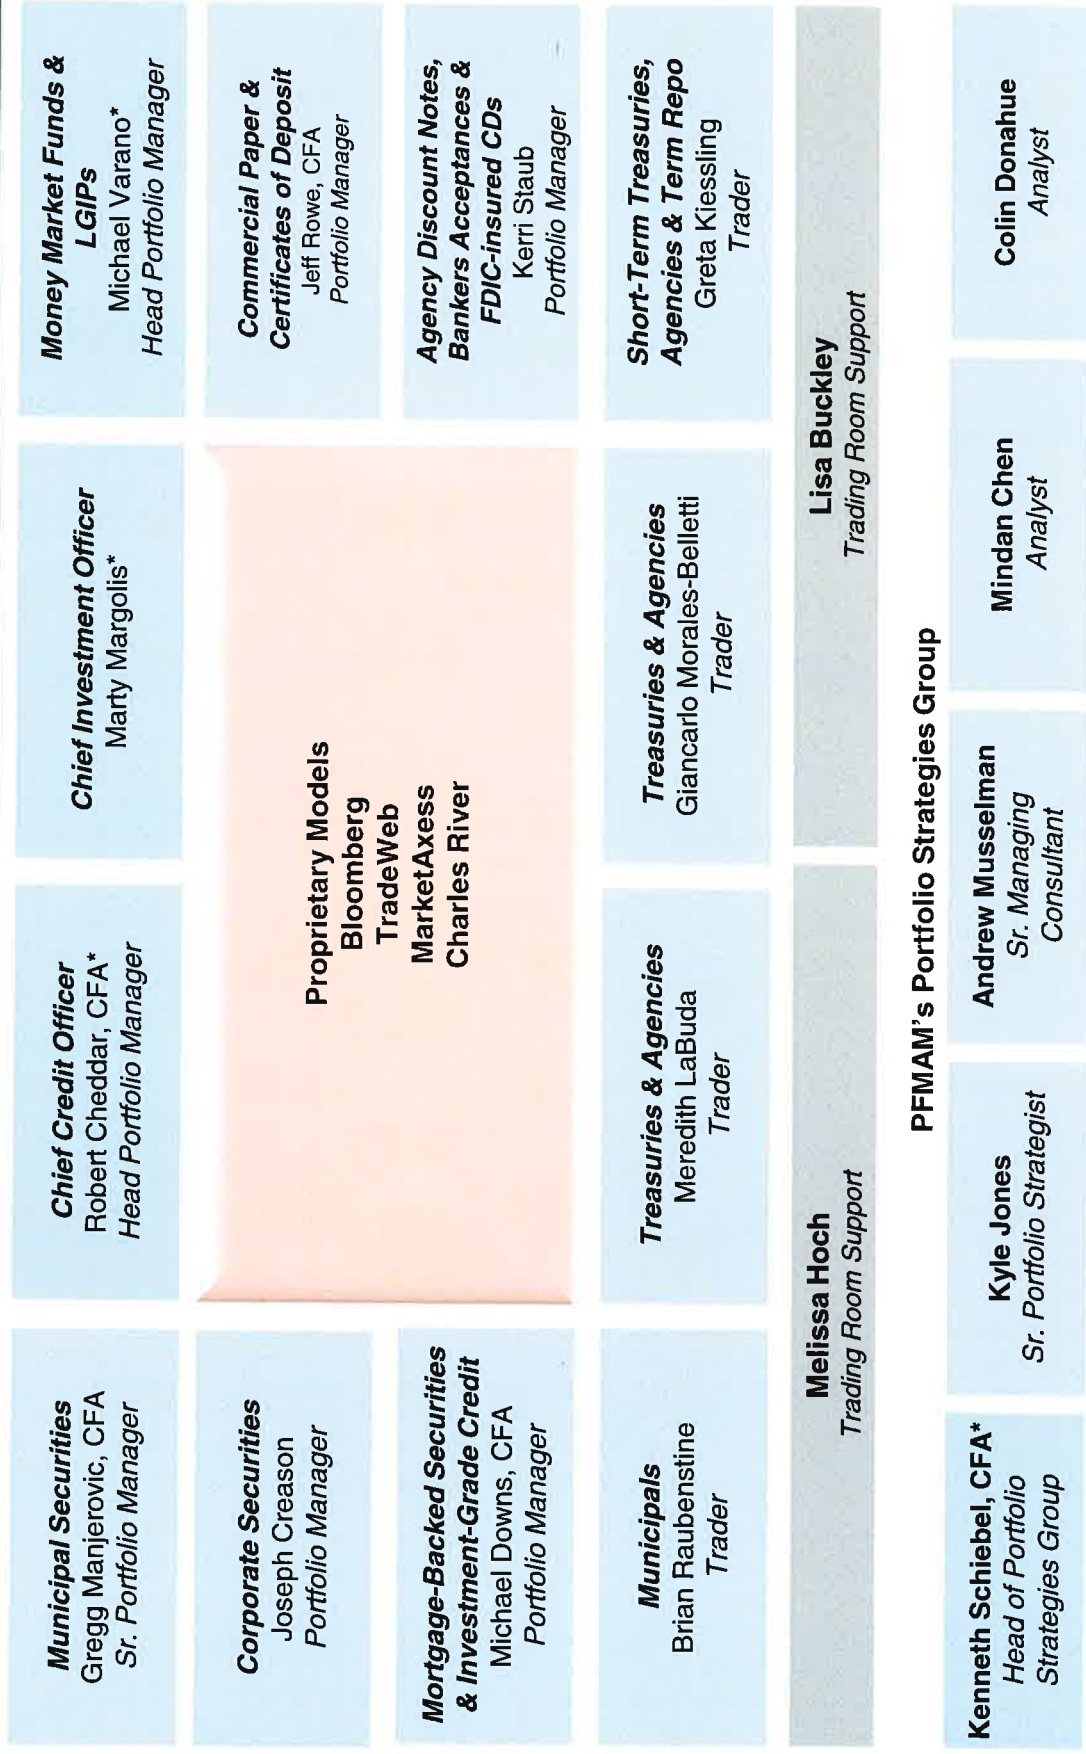 Municipal Securities
Gregg Manjerovic, CFA
Sr. Portfolio Manager
Chief Credit Officer
Robert Cheddar, CFA*
Head Portfolio Manager
Chief Investment Officer
Marty Margolis*
Money Market Funds &
LGIPs
Michael Varano*
Head Portfolio Manager
Corporate Securities
Joseph Creason
Portfolio Manager
Proprietary Models
Bloomberg
TradeWeb
MarketAxess
Charles River
Commercial Paper &
Certificates of Deposit
Jeff Rowe, CFA
Portfolio Manager
Mortgage-Backed Securities
& Investment-Grade Credit
Michael Downs, CFA
Portfolio Manager
Agency Discount Notes,
Bankers Acceptances &
FDIC-insured CDs
Kerri Staub
Portfolio Manager
Municipals
Brian Raubenstine
Trader
Treasuries & Agencies
Meredith LaBuda
Trader
Treasuries & Agencies
Giancarlo Morales-Belletti
Trader
Short-Term Treasuries,
Agencies & Term Repo
Greta Kiessling
Trader
Melissa Hoch
Trading Room Support
Lisa Buckley
Trading Room Support
PFMAM's Portfolio Strategies Group
Kenneth Schiebel, CFA*
Head of Portfolio
Strategies Group
Kyle Jones
Sr. Portfolio Strategist
Andrew Musselman
Sr. Managing
Consultant
Mindan Chen
Analyst
Colin Donahue
Analyst